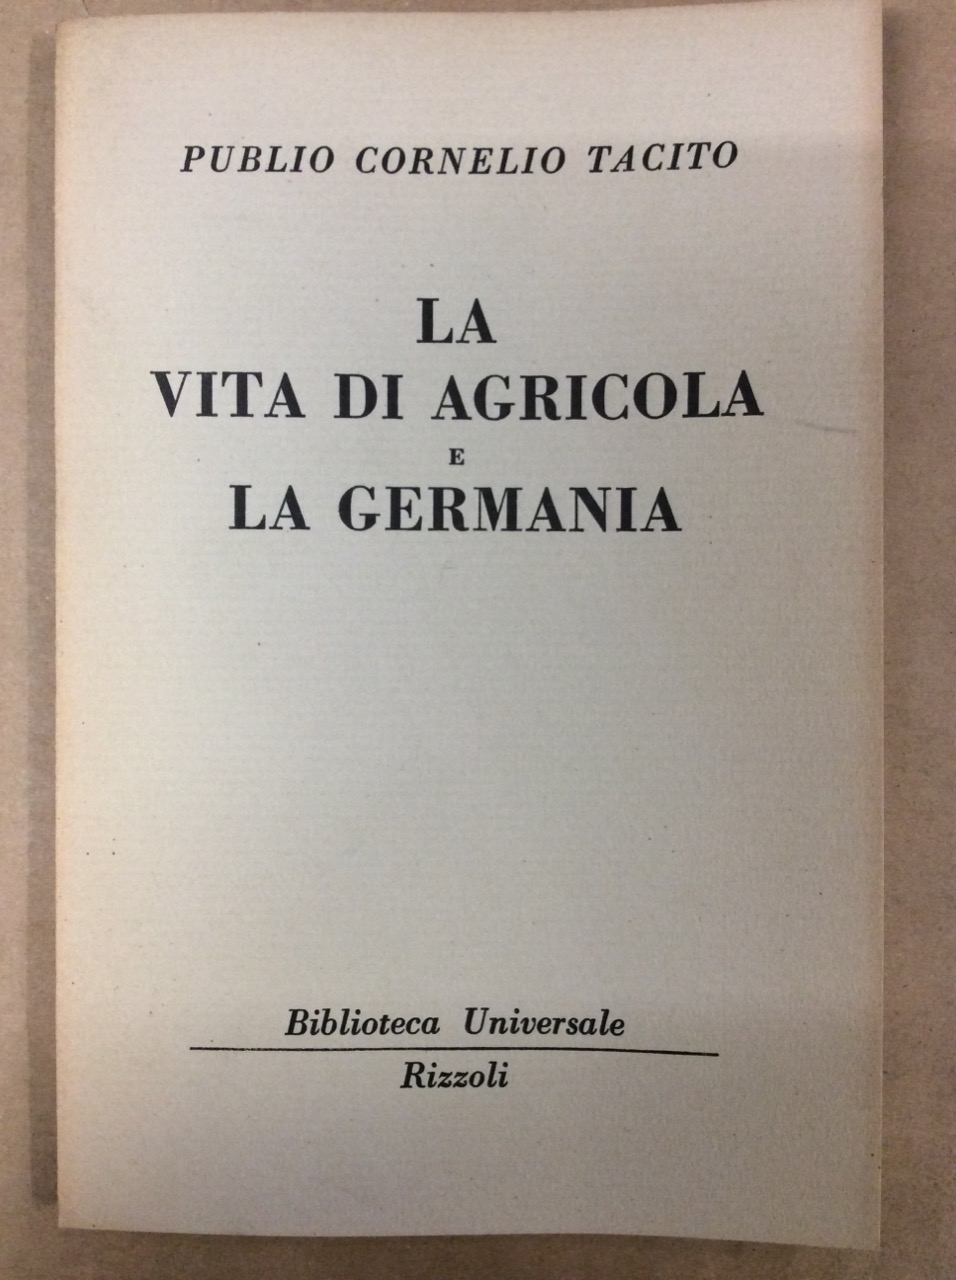 PUBLIO CORNELIO TACITO
LA
VITA DI AGRICOLA
E
LA GERMANIA
Biblioteca Universale
Rizzoli